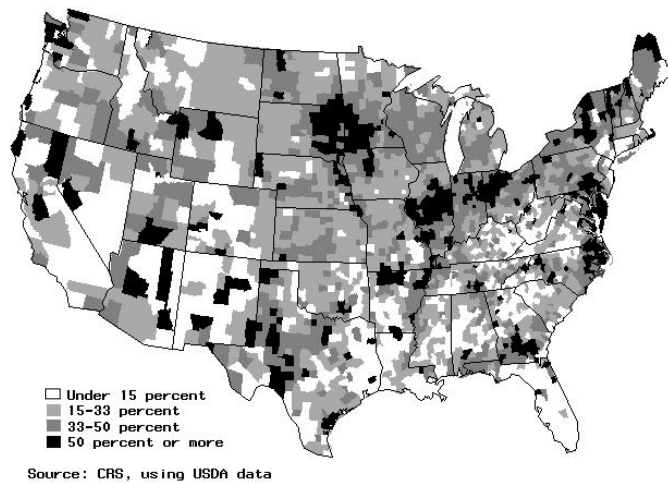 Under 15 percent
15-33 percent
33-50 percent
50 percent or more
Source: CRS, using USDA data